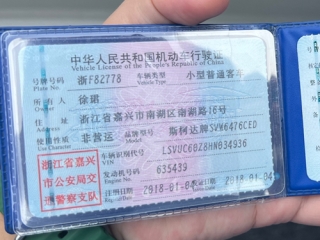 中华人民共和国机动车行驶证
Vehicle License of the People's Republic of China
号牌号码 浙F82778 车辆类型 小型普通客车
Plate No. Vehicle Type
所有人 徐珺
Owner
住址 浙江省嘉兴市南湖区南湖路16号
Address
使用性质 非营运 品牌型号 斯柯达牌SVW6476CED
Use Character Model
浙江省嘉兴
市公安局交
通警察支队
车辆识别代号 LSVUC60Z8HN034936
VIN
发动机号码 635439
Engine No.
注册日期 2018-01-04 发证日期 2018-01-04